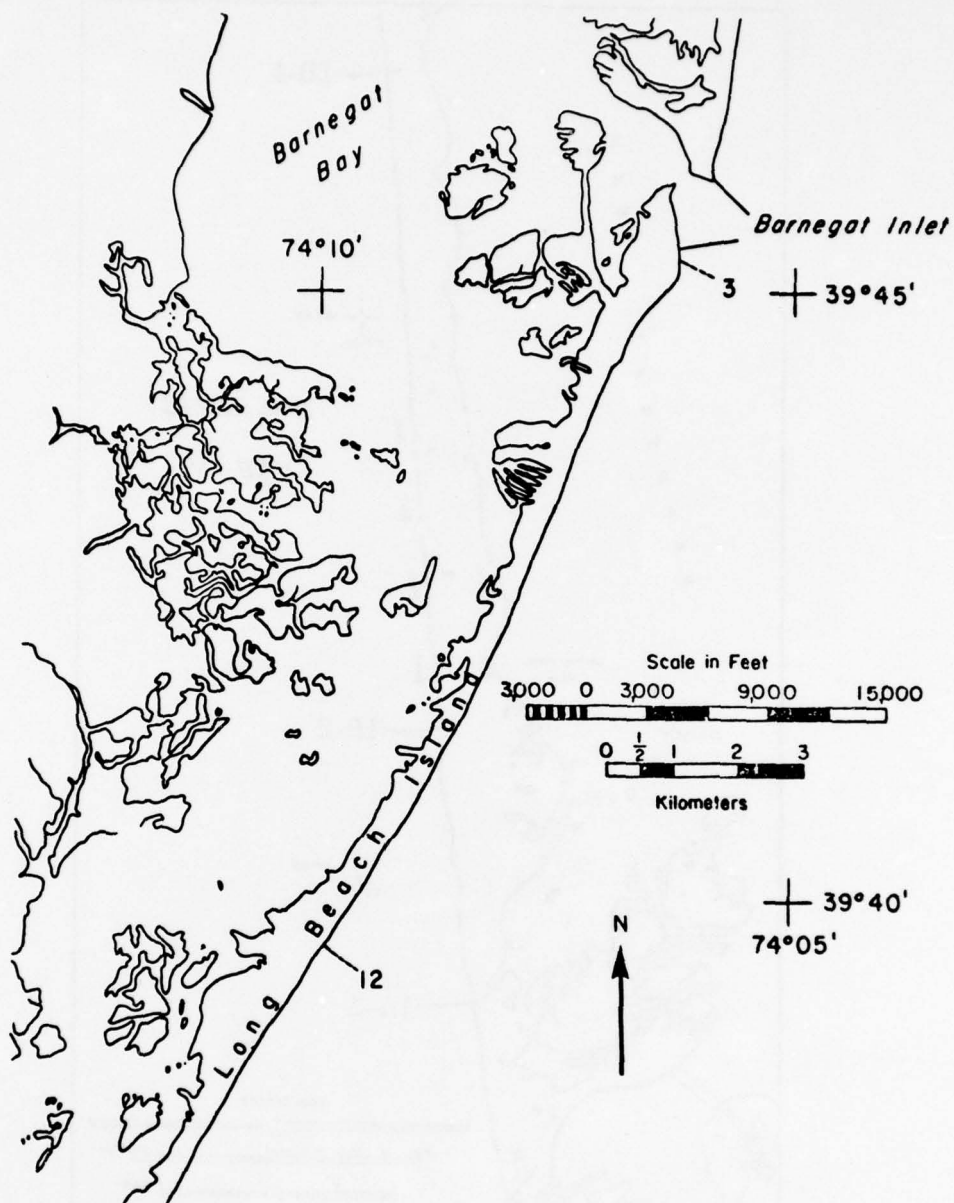 Barnegat
Bay
74°10'
Barnegat Inlet
3
39°45'
Scale in Feet
3,000 0 3,000 9,000 15,000
0 1/2 1 2 3
Kilometers
Long Beach Island
N
39°40'
74°05'
12